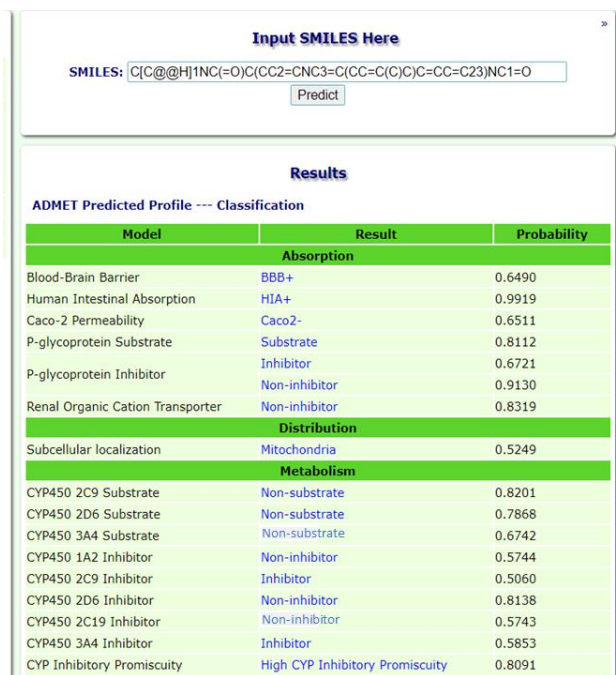 »
Input SMILES Here
SMILES: C[C@@H]1NC(=O)C(CC2=CNC3=C(CC=C(C)C)C=CC=C23)NC1=O
Predict
Results
ADMET Predicted Profile --- Classification
Model Result Probability
Absorption
Blood-Brain Barrier BBB+ 0.6490
Human Intestinal Absorption HIA+ 0.9919
Caco-2 Permeability Caco2- 0.6511
P-glycoprotein Substrate Substrate 0.8112
P-glycoprotein Inhibitor Inhibitor 0.6721
Non-inhibitor 0.9130
Renal Organic Cation Transporter Non-inhibitor 0.8319
Distribution
Subcellular localization Mitochondria 0.5249
Metabolism
CYP450 2C9 Substrate Non-substrate 0.8201
CYP450 2D6 Substrate Non-substrate 0.7868
CYP450 3A4 Substrate Non-substrate 0.6742
CYP450 1A2 Inhibitor Non-inhibitor 0.5744
CYP450 2C9 Inhibitor Inhibitor 0.5060
CYP450 2D6 Inhibitor Non-inhibitor 0.8138
CYP450 2C19 Inhibitor Non-inhibitor 0.5743
CYP450 3A4 Inhibitor Inhibitor 0.5853
CYP Inhibitory Promiscuity High CYP Inhibitory Promiscuity 0.8091